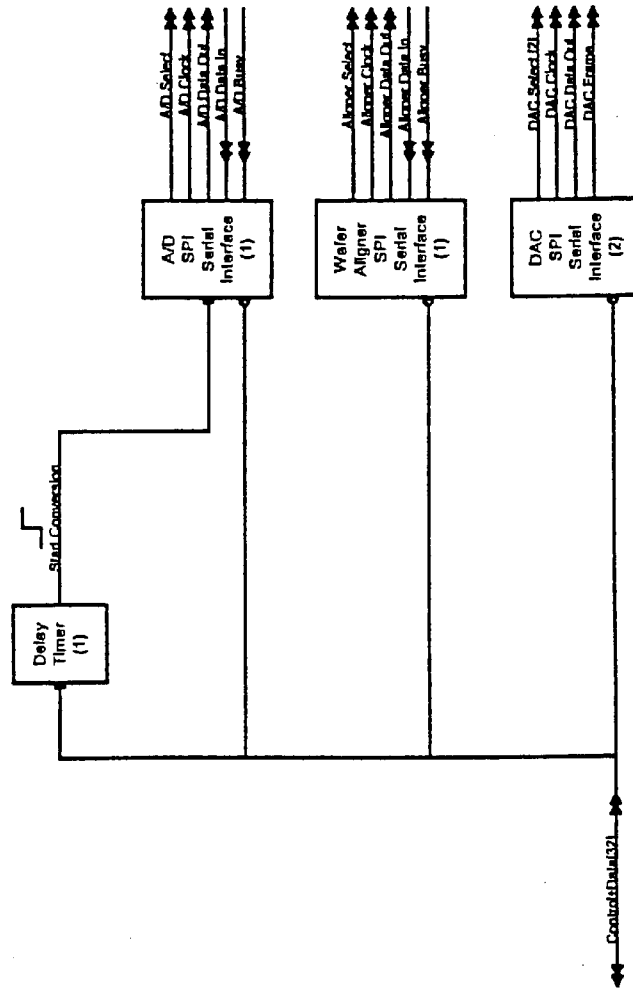 A/D Select
A/D Clock
A/D Data Out
A/D Data In
A/D Busy
A/D
SPI
Serial
Interface
(1)
Start Conversion
Delay
Timer
(1)
Aligner Select
Aligner Clock
Aligner Data Out
Aligner Data In
Aligner Busy
Wafer
Aligner
SPI
Serial
Interface
(1)
DAC Select [2]
DAC Clock
DAC Data Out
DAC Frame
DAC
SPI
Serial
Interface
(2)
Control+Data[32]